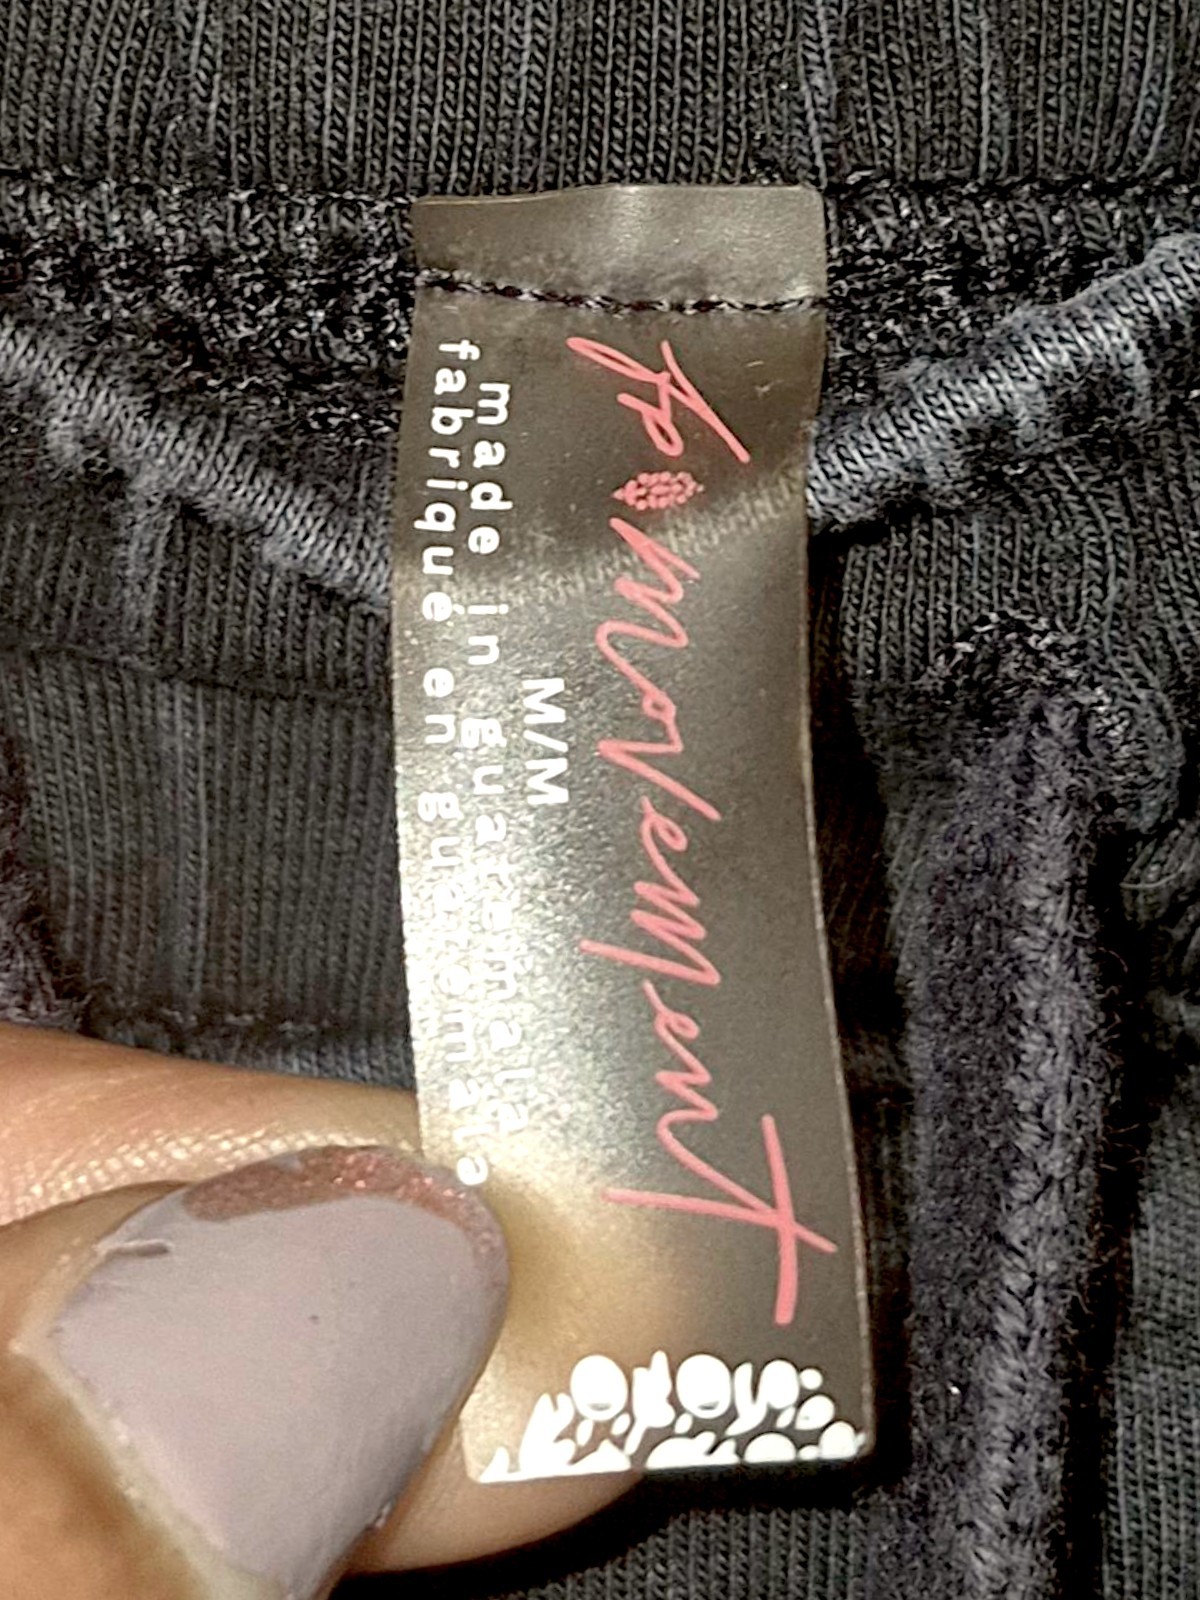 fp movement
M/M
made in guatemala
fabriqué en guatemala